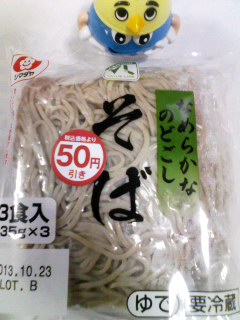 シマダヤ
なめらかな
のどごし
そば
税込価格より
50円
引き
3食入
35g×3
013.10.23
LOT. B
ゆで
要冷蔵